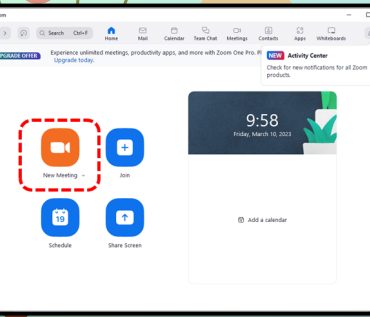 om
Search Ctrl+F
Home
Mail
Calendar
Team Chat
Meetings
Contacts
Apps
Whiteboards
PGRADE OFFER
Experience unlimited meetings, productivity apps, and more with Zoom One Pro.
Upgrade today.
NEW Activity Center
Check for new notifications for all Zoom
products.
9:58
Friday, March 10, 2023
New Meeting
Join
19
Schedule
Share Screen
Add a calendar